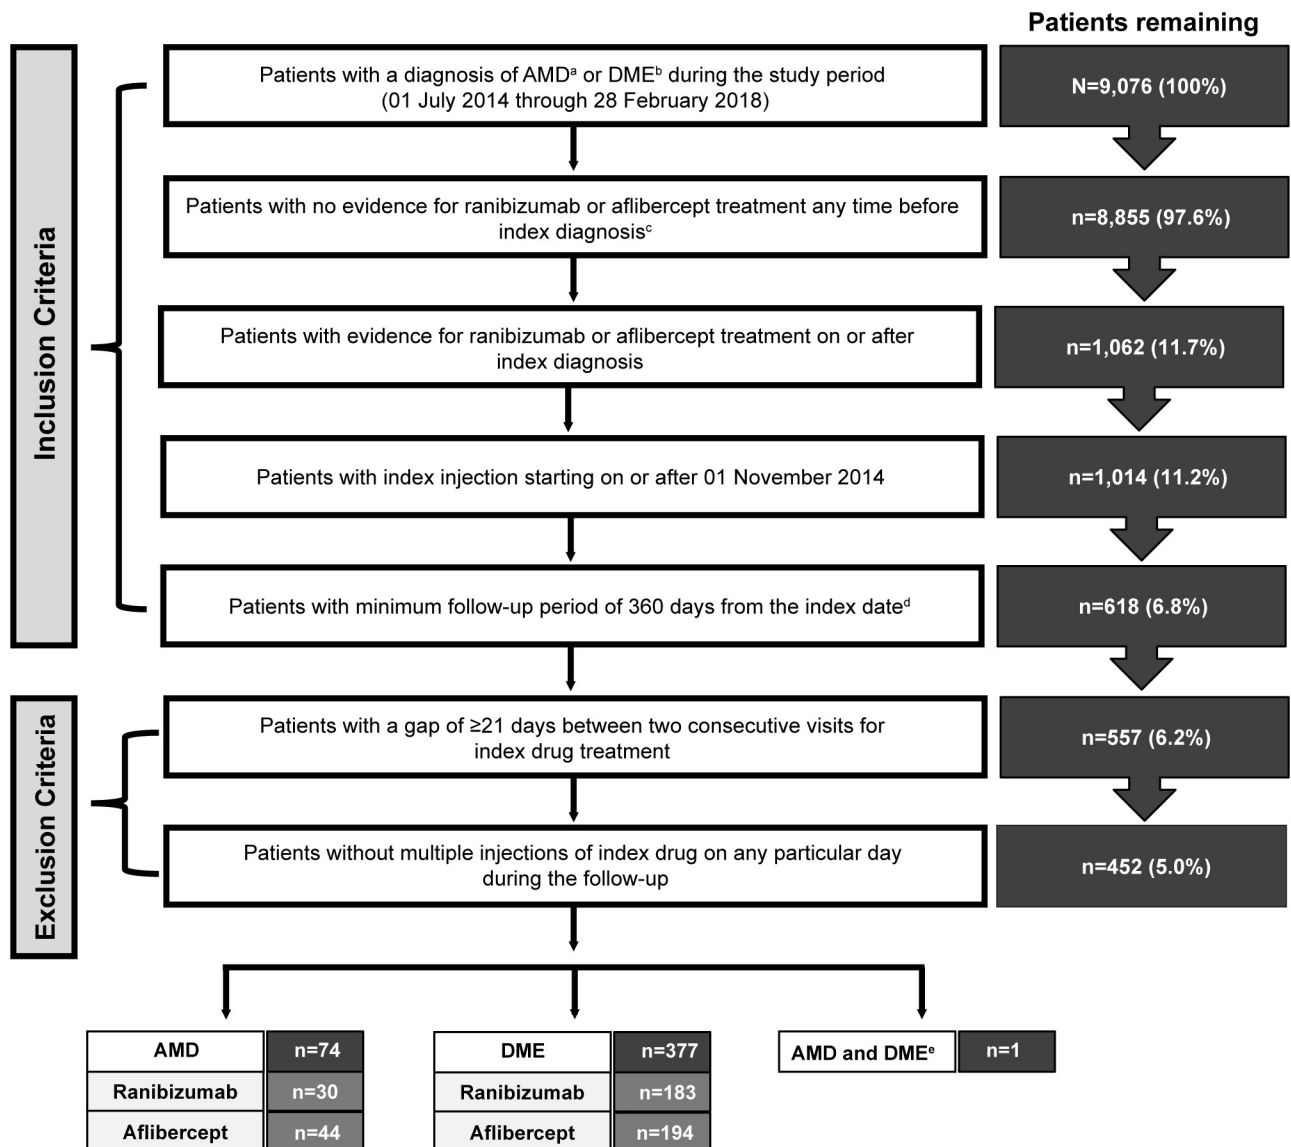 Patients remaining
Inclusion Criteria
Patients with a diagnosis of AMDᵃ or DMEᵇ during the study period
(01 July 2014 through 28 February 2018)
N=9,076 (100%)
Patients with no evidence for ranibizumab or aflibercept treatment any time before
index diagnosisᶜ
n=8,855 (97.6%)
Patients with evidence for ranibizumab or aflibercept treatment on or after
index diagnosis
n=1,062 (11.7%)
Patients with index injection starting on or after 01 November 2014
n=1,014 (11.2%)
Patients with minimum follow-up period of 360 days from the index dateᵈ
n=618 (6.8%)
Exclusion Criteria
Patients with a gap of ≥21 days between two consecutive visits for
index drug treatment
n=557 (6.2%)
Patients without multiple injections of index drug on any particular day
during the follow-up
n=452 (5.0%)
AMD n=74
Ranibizumab n=30
Aflibercept n=44
DME n=377
Ranibizumab n=183
Aflibercept n=194
AMD and DMEᵉ n=1